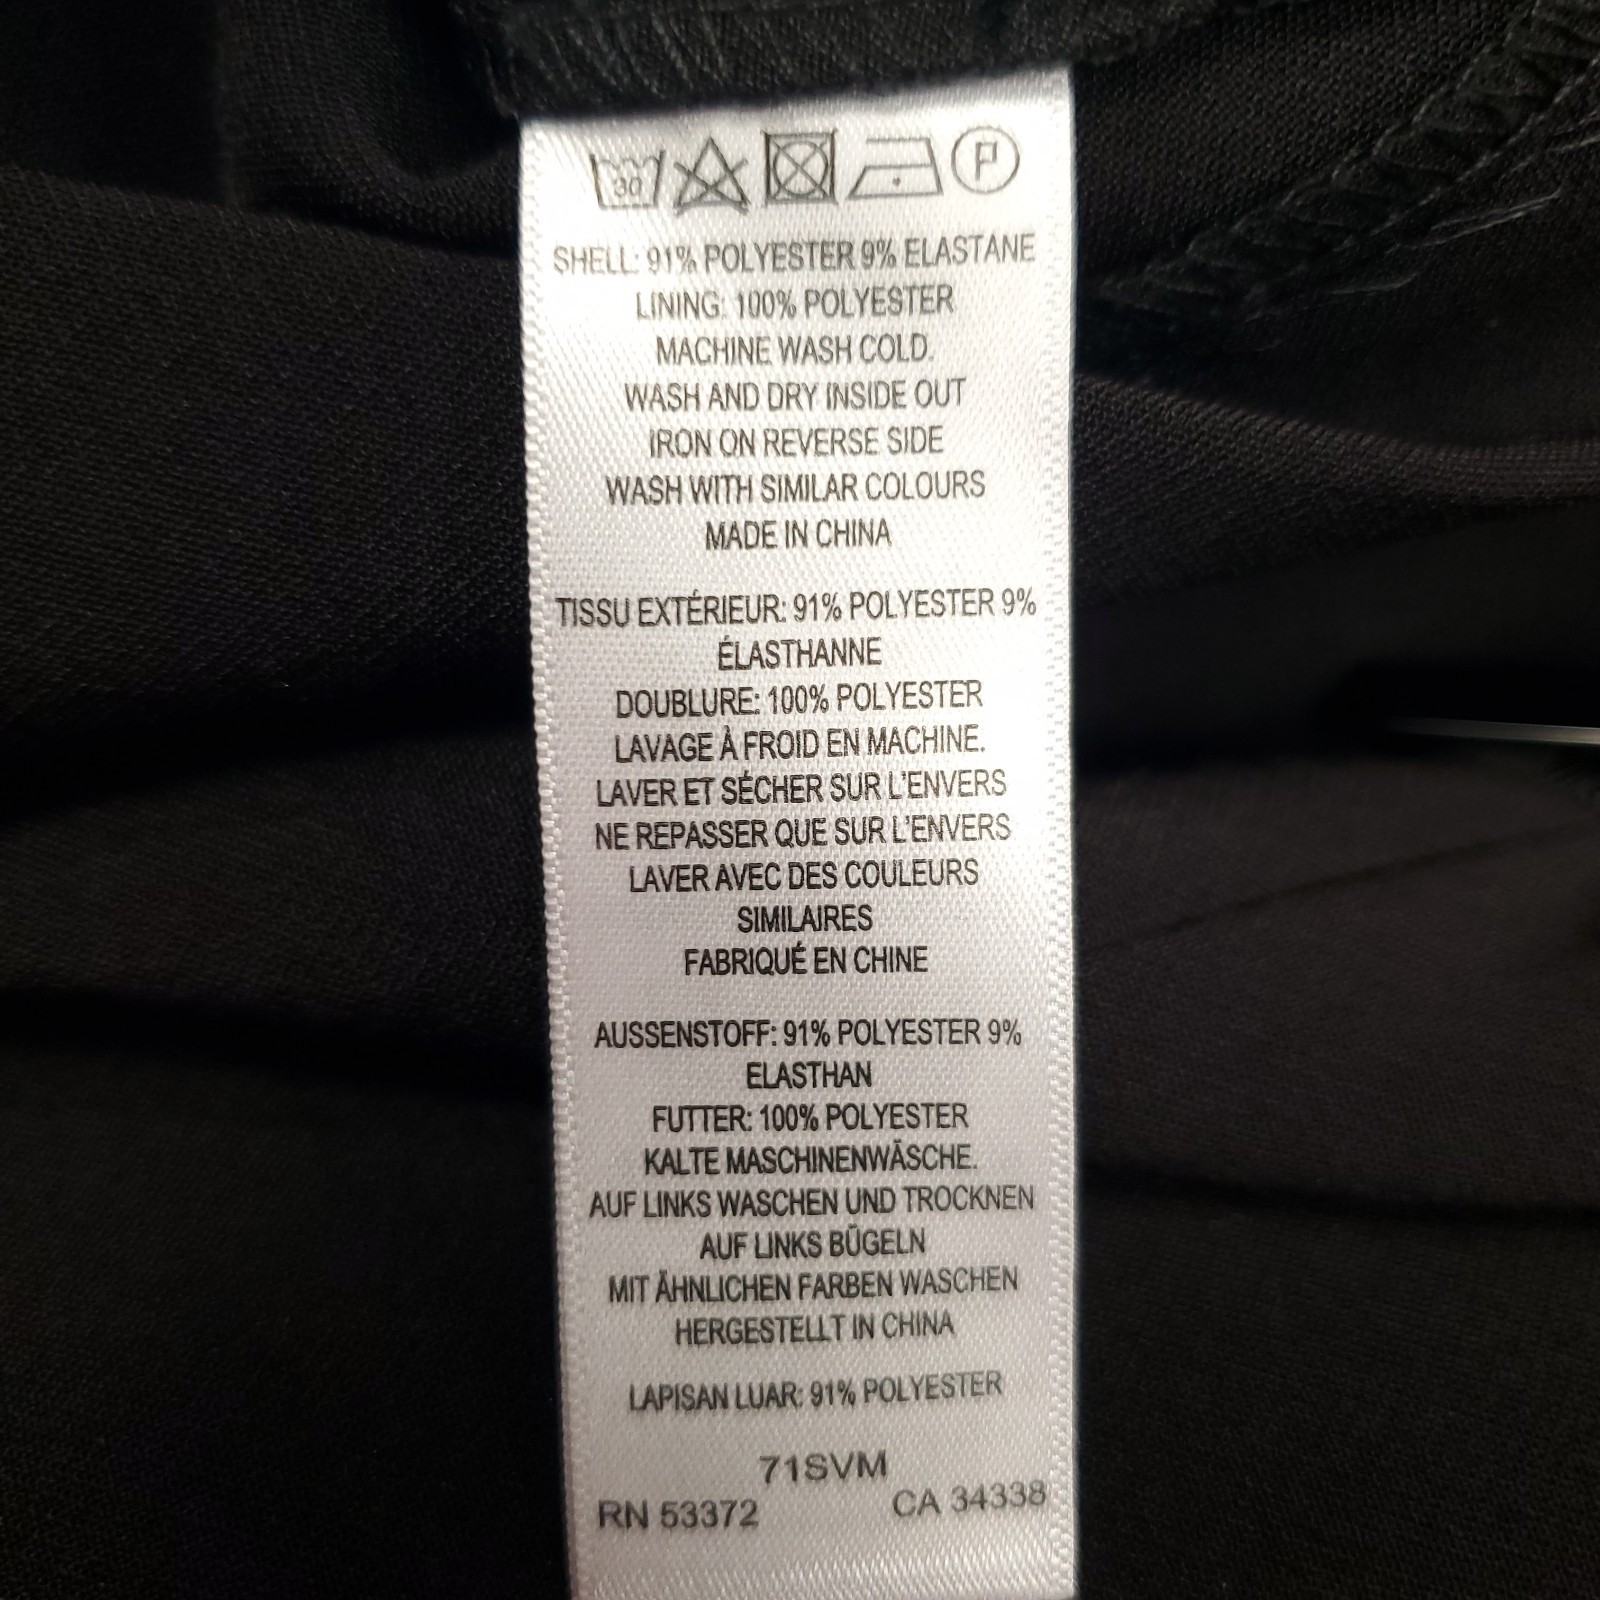 30 P
SHELL: 91% POLYESTER 9% ELASTANE
LINING: 100% POLYESTER
MACHINE WASH COLD.
WASH AND DRY INSIDE OUT
IRON ON REVERSE SIDE
WASH WITH SIMILAR COLOURS
MADE IN CHINA
TISSU EXTÉRIEUR: 91% POLYESTER 9%
ÉLASTHANNE
DOUBLURE: 100% POLYESTER
LAVAGE À FROID EN MACHINE.
LAVER ET SÉCHER SUR L'ENVERS
NE REPASSER QUE SUR L'ENVERS
LAVER AVEC DES COULEURS
SIMILAIRES
FABRIQUÉ EN CHINE
AUSSENSTOFF: 91% POLYESTER 9%
ELASTHAN
FUTTER: 100% POLYESTER
KALTE MASCHINENWÄSCHE.
AUF LINKS WASCHEN UND TROCKNEN
AUF LINKS BÜGELN
MIT ÄHNLICHEN FARBEN WASCHEN
HERGESTELLT IN CHINA
LAPISAN LUAR: 91% POLYESTER
71SVM
RN 53372 CA 34338